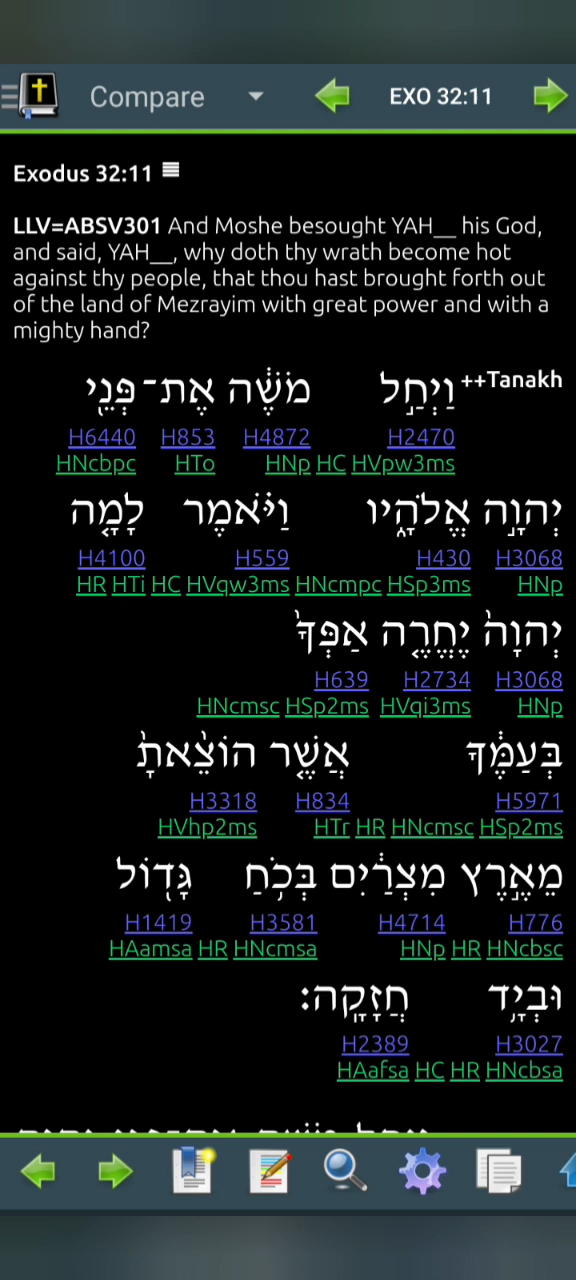 Compare
EXO 32:11
Exodus 32:11
LLV=ABSV301 And Moshe besought YAH__ his God,
and said, YAH__, why doth thy wrath become hot
against thy people, that thou hast brought forth out
of the land of Mezrayim with great power and with a
mighty hand?
++Tanakh וַיְחַ֣ל מֹשֶׁ֔ה אֶת־ פְּנֵ֖י
H6440 H853 H4872 H2470
HNcbpc HTo HNp HC HVpw3ms
יְהוָ֣ה אֱלֹהָ֑יו וַיֹּ֗אמֶר לָמָ֤ה
H4100 H559 H430 H3068
HR HTi HC HVqw3ms HNcmpc HSp3ms HNp
יְהוָה֙ יֶחֱרֶ֤ה אַפְּךָ֙
H639 H2734 H3068
HNcmsc HSp2ms HVqi3ms HNp
בְּעַמֶּ֔ךָ אֲשֶׁ֤ר הוֹצֵ֙אתָ֙
H3318 H834 H5971
HVhp2ms HTr HR HNcmsc HSp2ms
מֵאֶ֣רֶץ מִצְרַ֔יִם בְּכֹ֥חַ גָּד֖וֹל
H1419 H3581 H4714 H776
HAamsa HR HNcmsa HNp HR HNcbsc
וּבְיָ֥ד חֲזָקָֽה׃
H2389 H3027
HAafsa HC HR HNcbsa